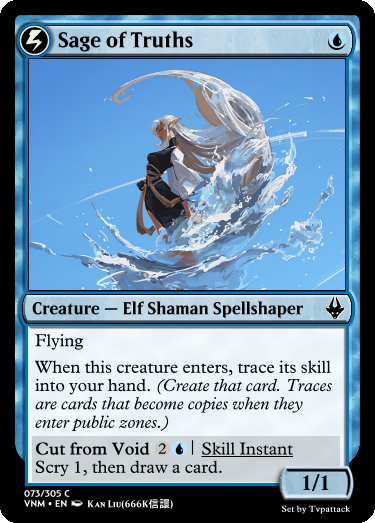 Sage of Truths
Creature — Elf Shaman Spellshaper
Flying
When this creature enters, trace its skill
into your hand. (Create that card. Traces
are cards that become copies when they
enter public zones.)
Cut from Void 2 | Skill Instant
Scry 1, then draw a card.
1/1
073/305 C
VNM • EN Kan Liu(666K信譞)
Set by Tvpattack